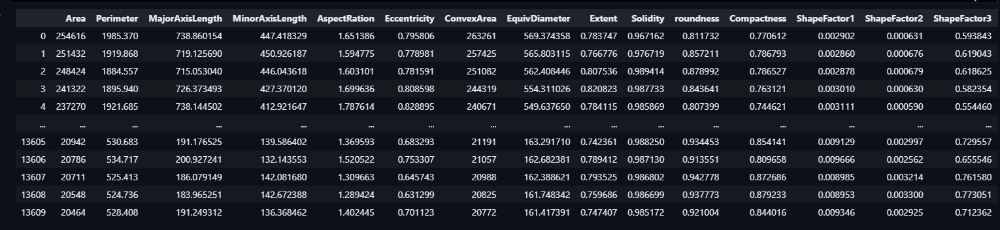 Area Perimeter MajorAxisLength MinorAxisLength AspectRation Eccentricity ConvexArea EquivDiameter Extent Solidity roundness Compactness ShapeFactor1 ShapeFactor2 ShapeFactor3
0 254616 1985.370 738.860154 447.418329 1.651386 0.795806 263261 569.374358 0.783747 0.967162 0.811732 0.770612 0.002902 0.000631 0.593843
1 251432 1919.868 719.125690 450.926187 1.594775 0.778981 257425 565.803115 0.766776 0.976719 0.857211 0.786793 0.002860 0.000676 0.619043
2 248424 1884.557 715.053040 446.043618 1.603101 0.781591 251082 562.408446 0.807536 0.989414 0.878992 0.786527 0.002878 0.000679 0.618625
3 241322 1895.940 726.373493 427.370120 1.699636 0.808598 244319 554.311026 0.820823 0.987733 0.843641 0.763121 0.003010 0.000630 0.582354
4 237270 1921.685 738.144502 412.921647 1.787614 0.828895 240671 549.637650 0.784115 0.985869 0.807399 0.744621 0.003111 0.000590 0.554460
... ... ... ... ... ... ... ... ... ... ... ... ... ... ... ...
13605 20942 530.683 191.176525 139.586402 1.369593 0.683293 21191 163.291710 0.742361 0.988250 0.934453 0.854141 0.009129 0.002997 0.729557
13606 20786 534.717 200.927241 132.143553 1.520522 0.753307 21057 162.682381 0.789412 0.987130 0.913551 0.809658 0.009666 0.002562 0.655546
13607 20711 525.413 186.079149 142.081680 1.309663 0.645743 20988 162.388621 0.793525 0.986802 0.942778 0.872686 0.008985 0.003214 0.761580
13608 20548 524.736 183.965251 142.672388 1.289424 0.631299 20825 161.748342 0.759686 0.986699 0.937773 0.879233 0.008953 0.003300 0.773051
13609 20464 528.408 191.249312 136.368462 1.402445 0.701123 20772 161.417391 0.747407 0.985172 0.921004 0.844016 0.009346 0.002925 0.712362